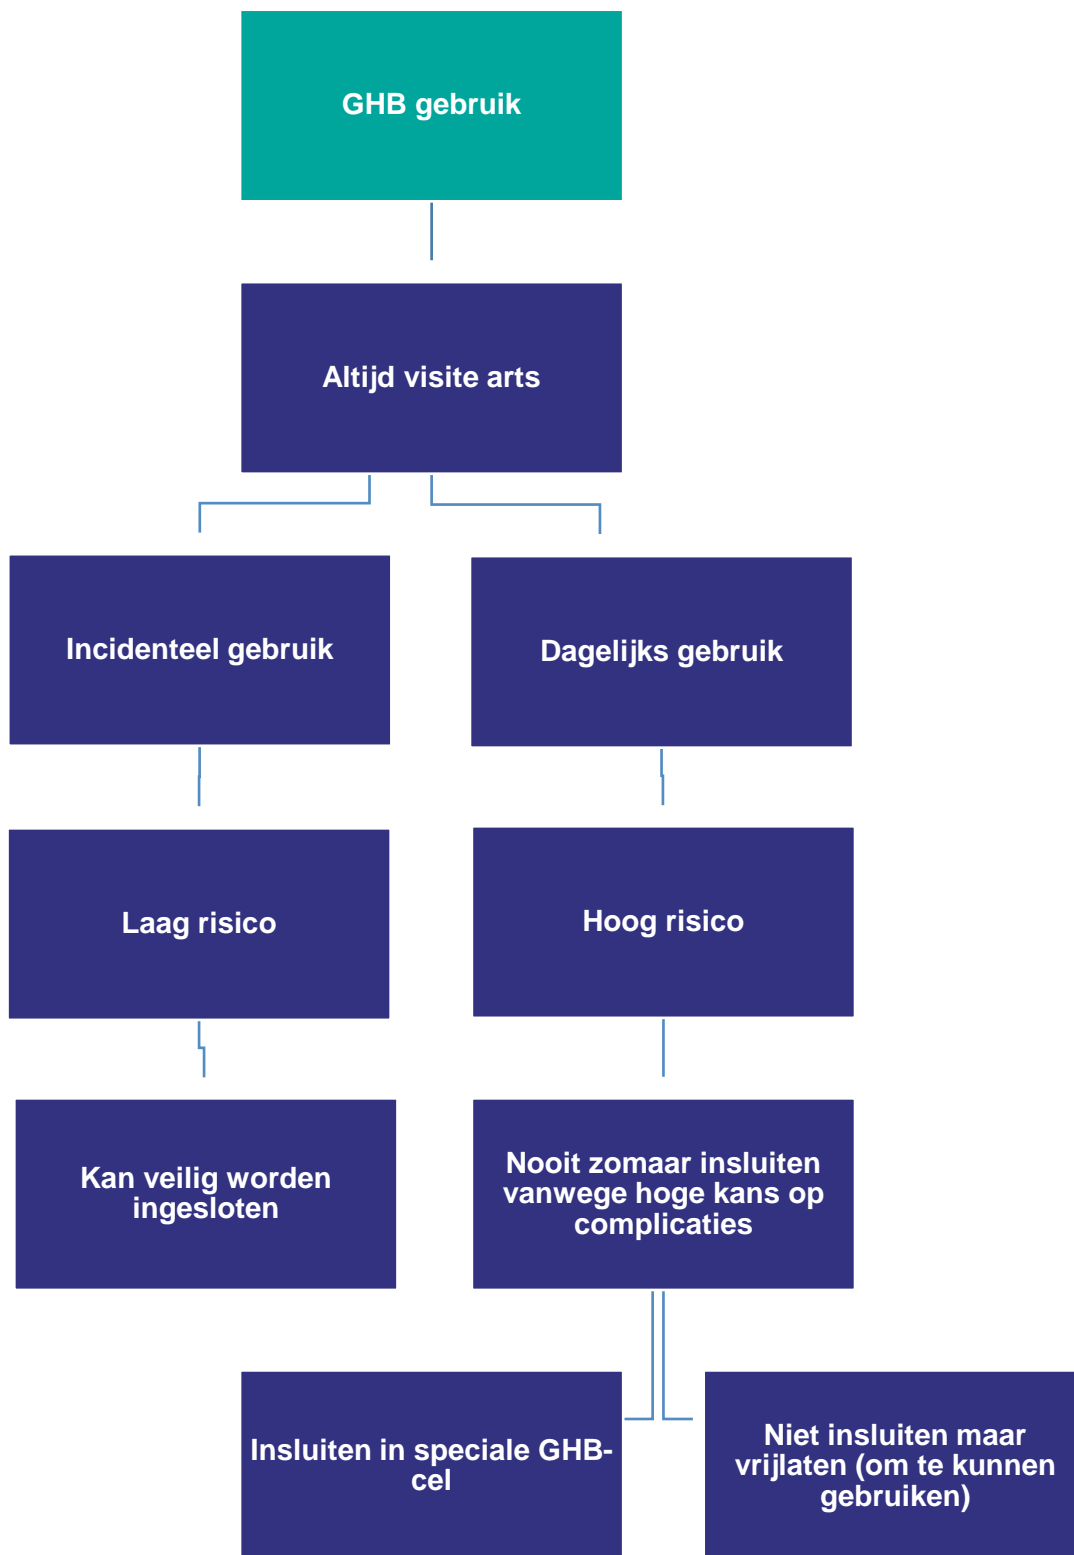 GHB gebruik
Altijd visite arts
Incidenteel gebruik
Dagelijks gebruik
Laag risico
Hoog risico
Kan veilig worden
ingesloten
Nooit zomaar insluiten
vanwege hoge kans op
complicaties
Insluiten in speciale GHB-
cel
Niet insluiten maar
vrijlaten (om te kunnen
gebruiken)